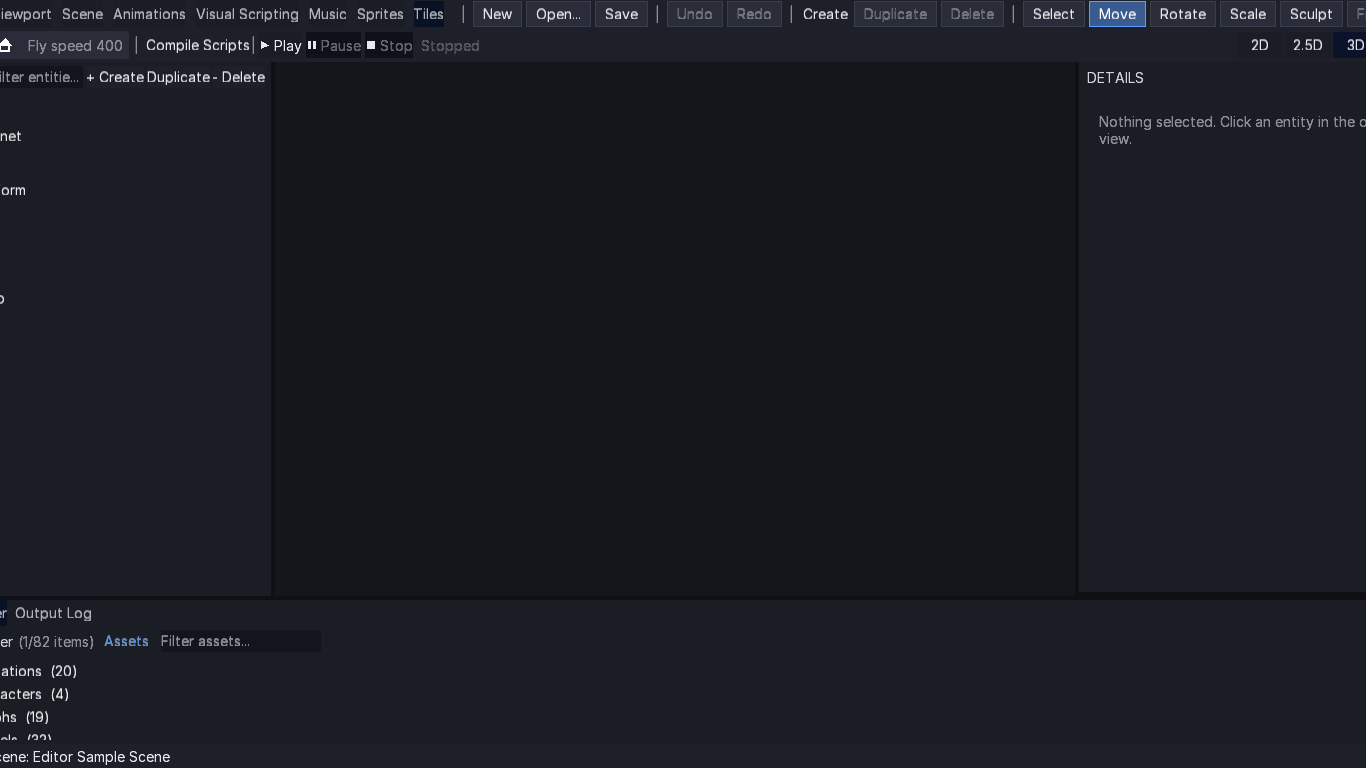 iewport Scene Animations Visual Scripting Music Sprites Tiles | New Open... Save | Undo Redo | Create Duplicate Delete | Select Move Rotate Scale Sculpt F
Fly speed 400 | Compile Scripts | Play Pause Stop Stopped 2D 2.5D 3D
ilter entitie... + Create Duplicate - Delete
DETAILS
Nothing selected. Click an entity in the o
view.
net
orm
o
er Output Log
er (1/82 items) Assets Filter assets...
ations (20)
acters (4)
phs (19)
els (32)
cene: Editor Sample Scene